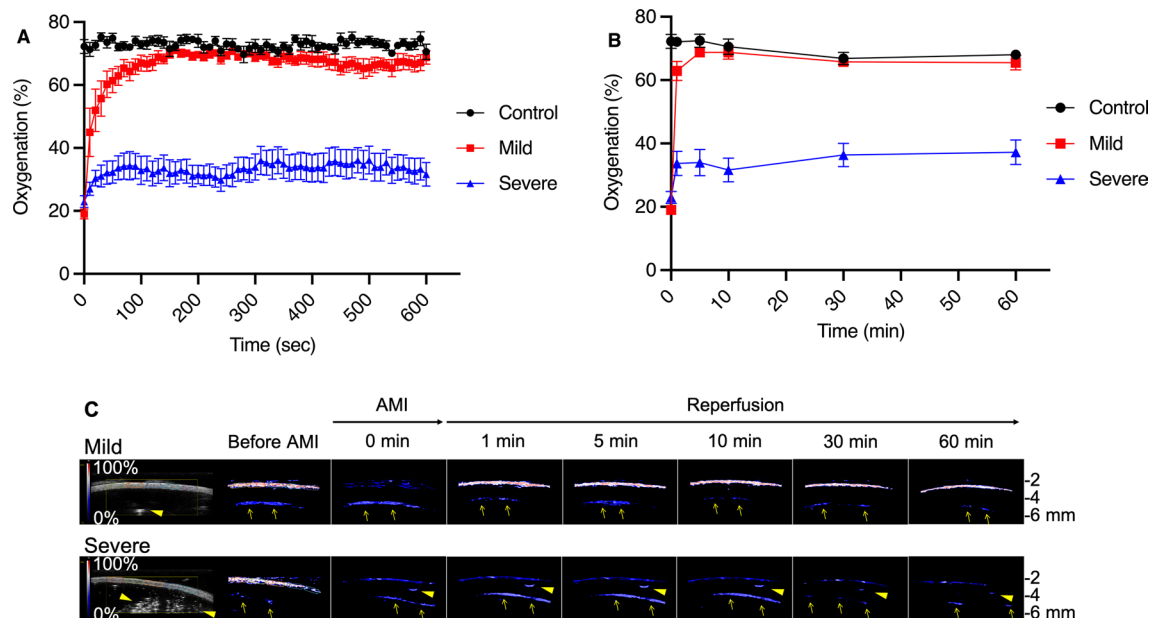 A
Oxygenation (%)
80
60
40
20
0
0 100 200 300 400 500 600
Time (sec)
Control
Mild
Severe
B
Oxygenation (%)
80
60
40
20
0
0 10 20 30 40 50 60
Time (min)
Control
Mild
Severe
C
AMI Reperfusion
Before AMI 0 min 1 min 5 min 10 min 30 min 60 min
Mild
100%
0%
-2
-4
-6 mm
Severe
100%
0%
-2
4
-6 mm